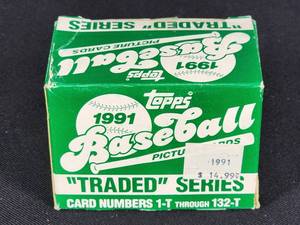 "TRADED" SERIES
Topps
1991
Baseball
PICTURE CARDS
Topps
1991
Baseball
PICTURE CARDS
1991
$ 14.99
"TRADED" SERIES
CARD NUMBERS 1-T THROUGH 132-T